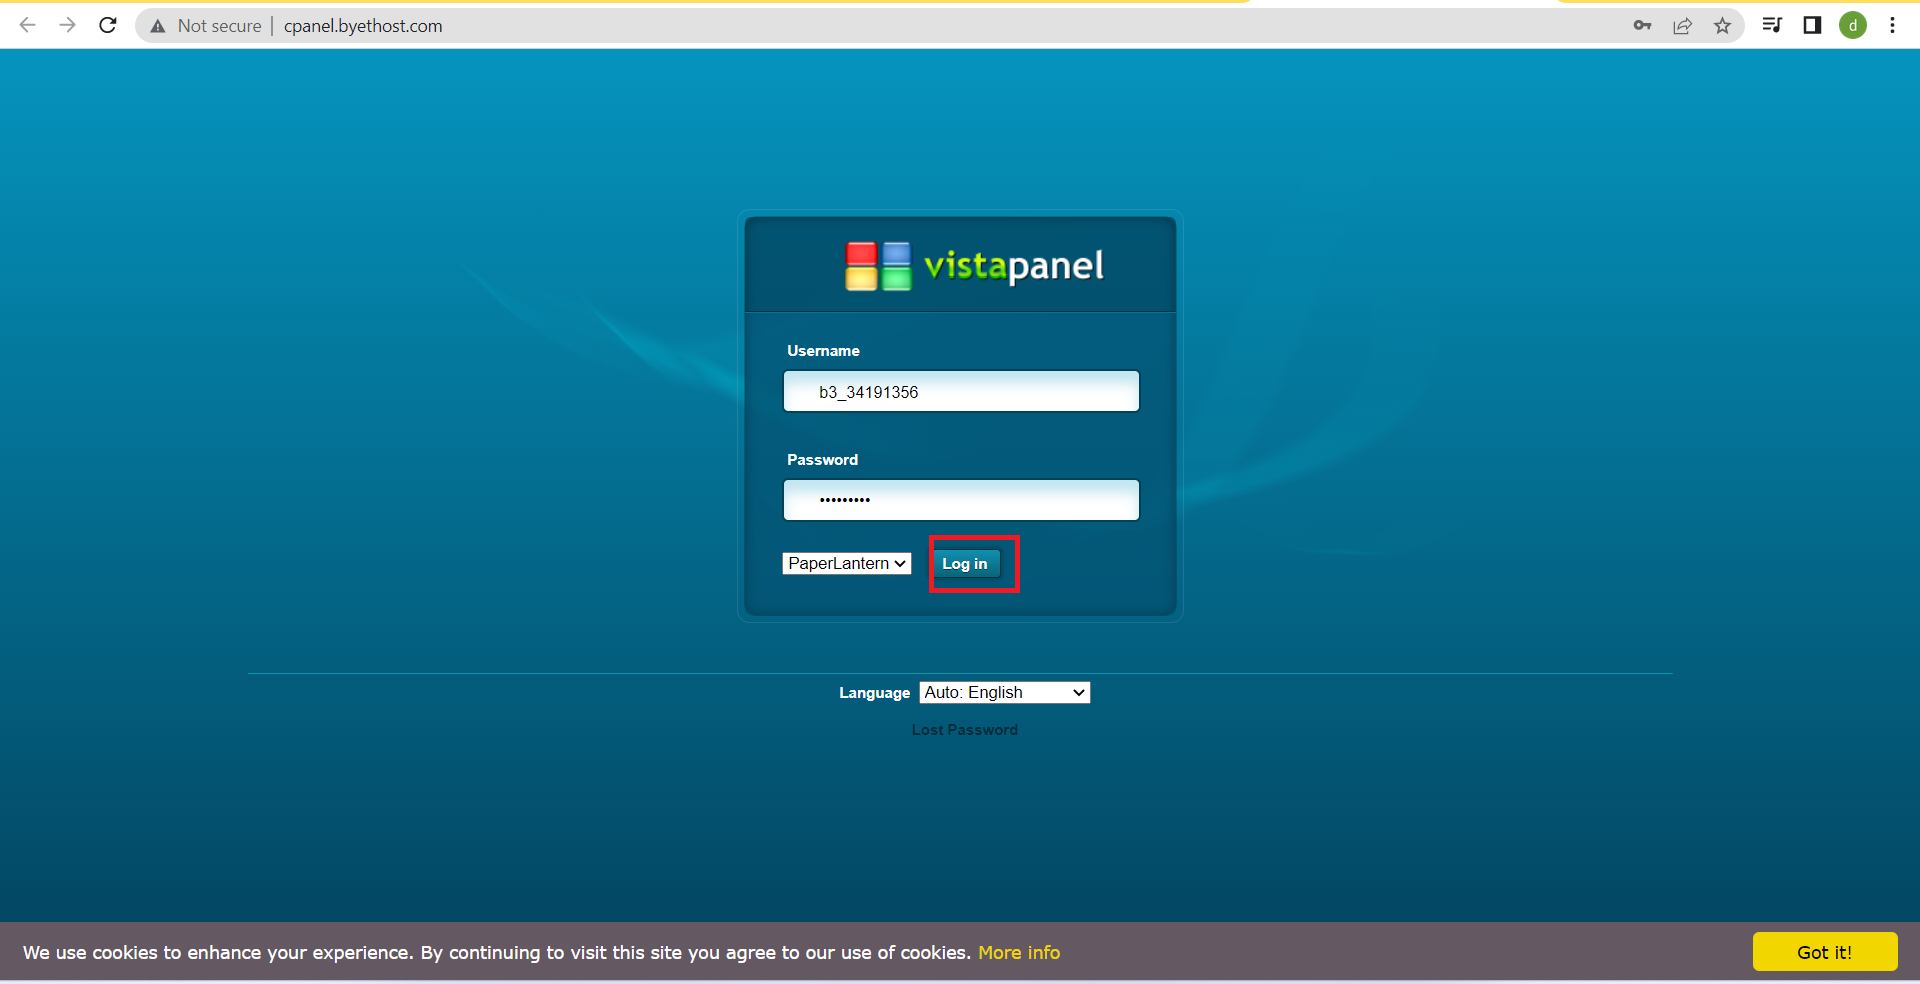 Not secure | cpanel.byethost.com
d
vistapanel
Username
b3_34191356
Password
•••••••••
PaperLantern Log in
Language Auto: English
Lost Password
We use cookies to enhance your experience. By continuing to visit this site you agree to our use of cookies. More info Got it!